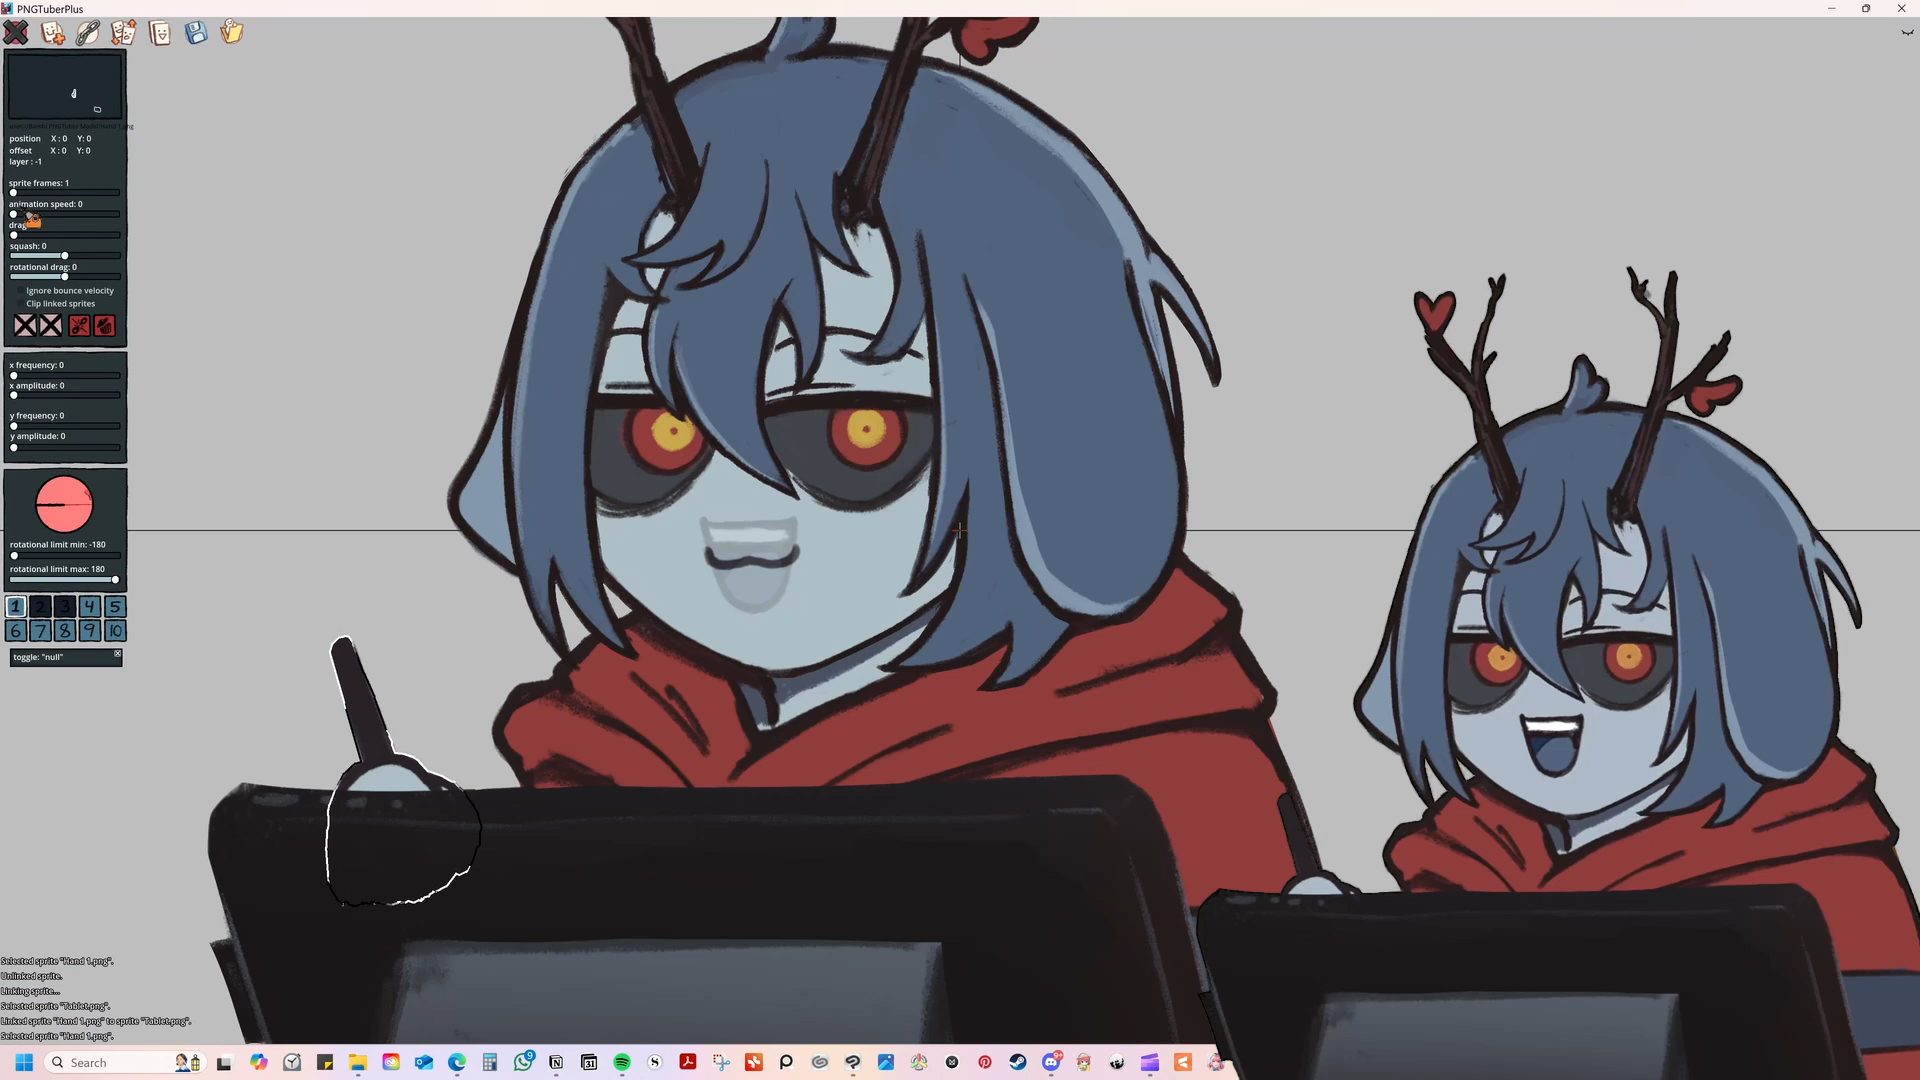 PNGTuberPlus
position X : 0 Y: 0
offset X : 0 Y: 0
layer : -1
sprite frames: 1
animation speed: 0
drag
squash: 0
rotational drag: 0
Ignore bounce velocity
Clip linked sprites
x frequency: 0
x amplitude: 0
y frequency: 0
y amplitude: 0
rotational limit min: -180
rotational limit max: 180
1 2 3 4 5
6 7 8 9 10
toggle: "null"
Selected sprite "Hand 1.png".
Unlinked sprite.
Linking sprite...
Selected sprite "Tablet.png".
Linked sprite "Hand 1.png" to sprite "Tablet.png".
Selected sprite "Hand 1.png".
Search
9
31
9+